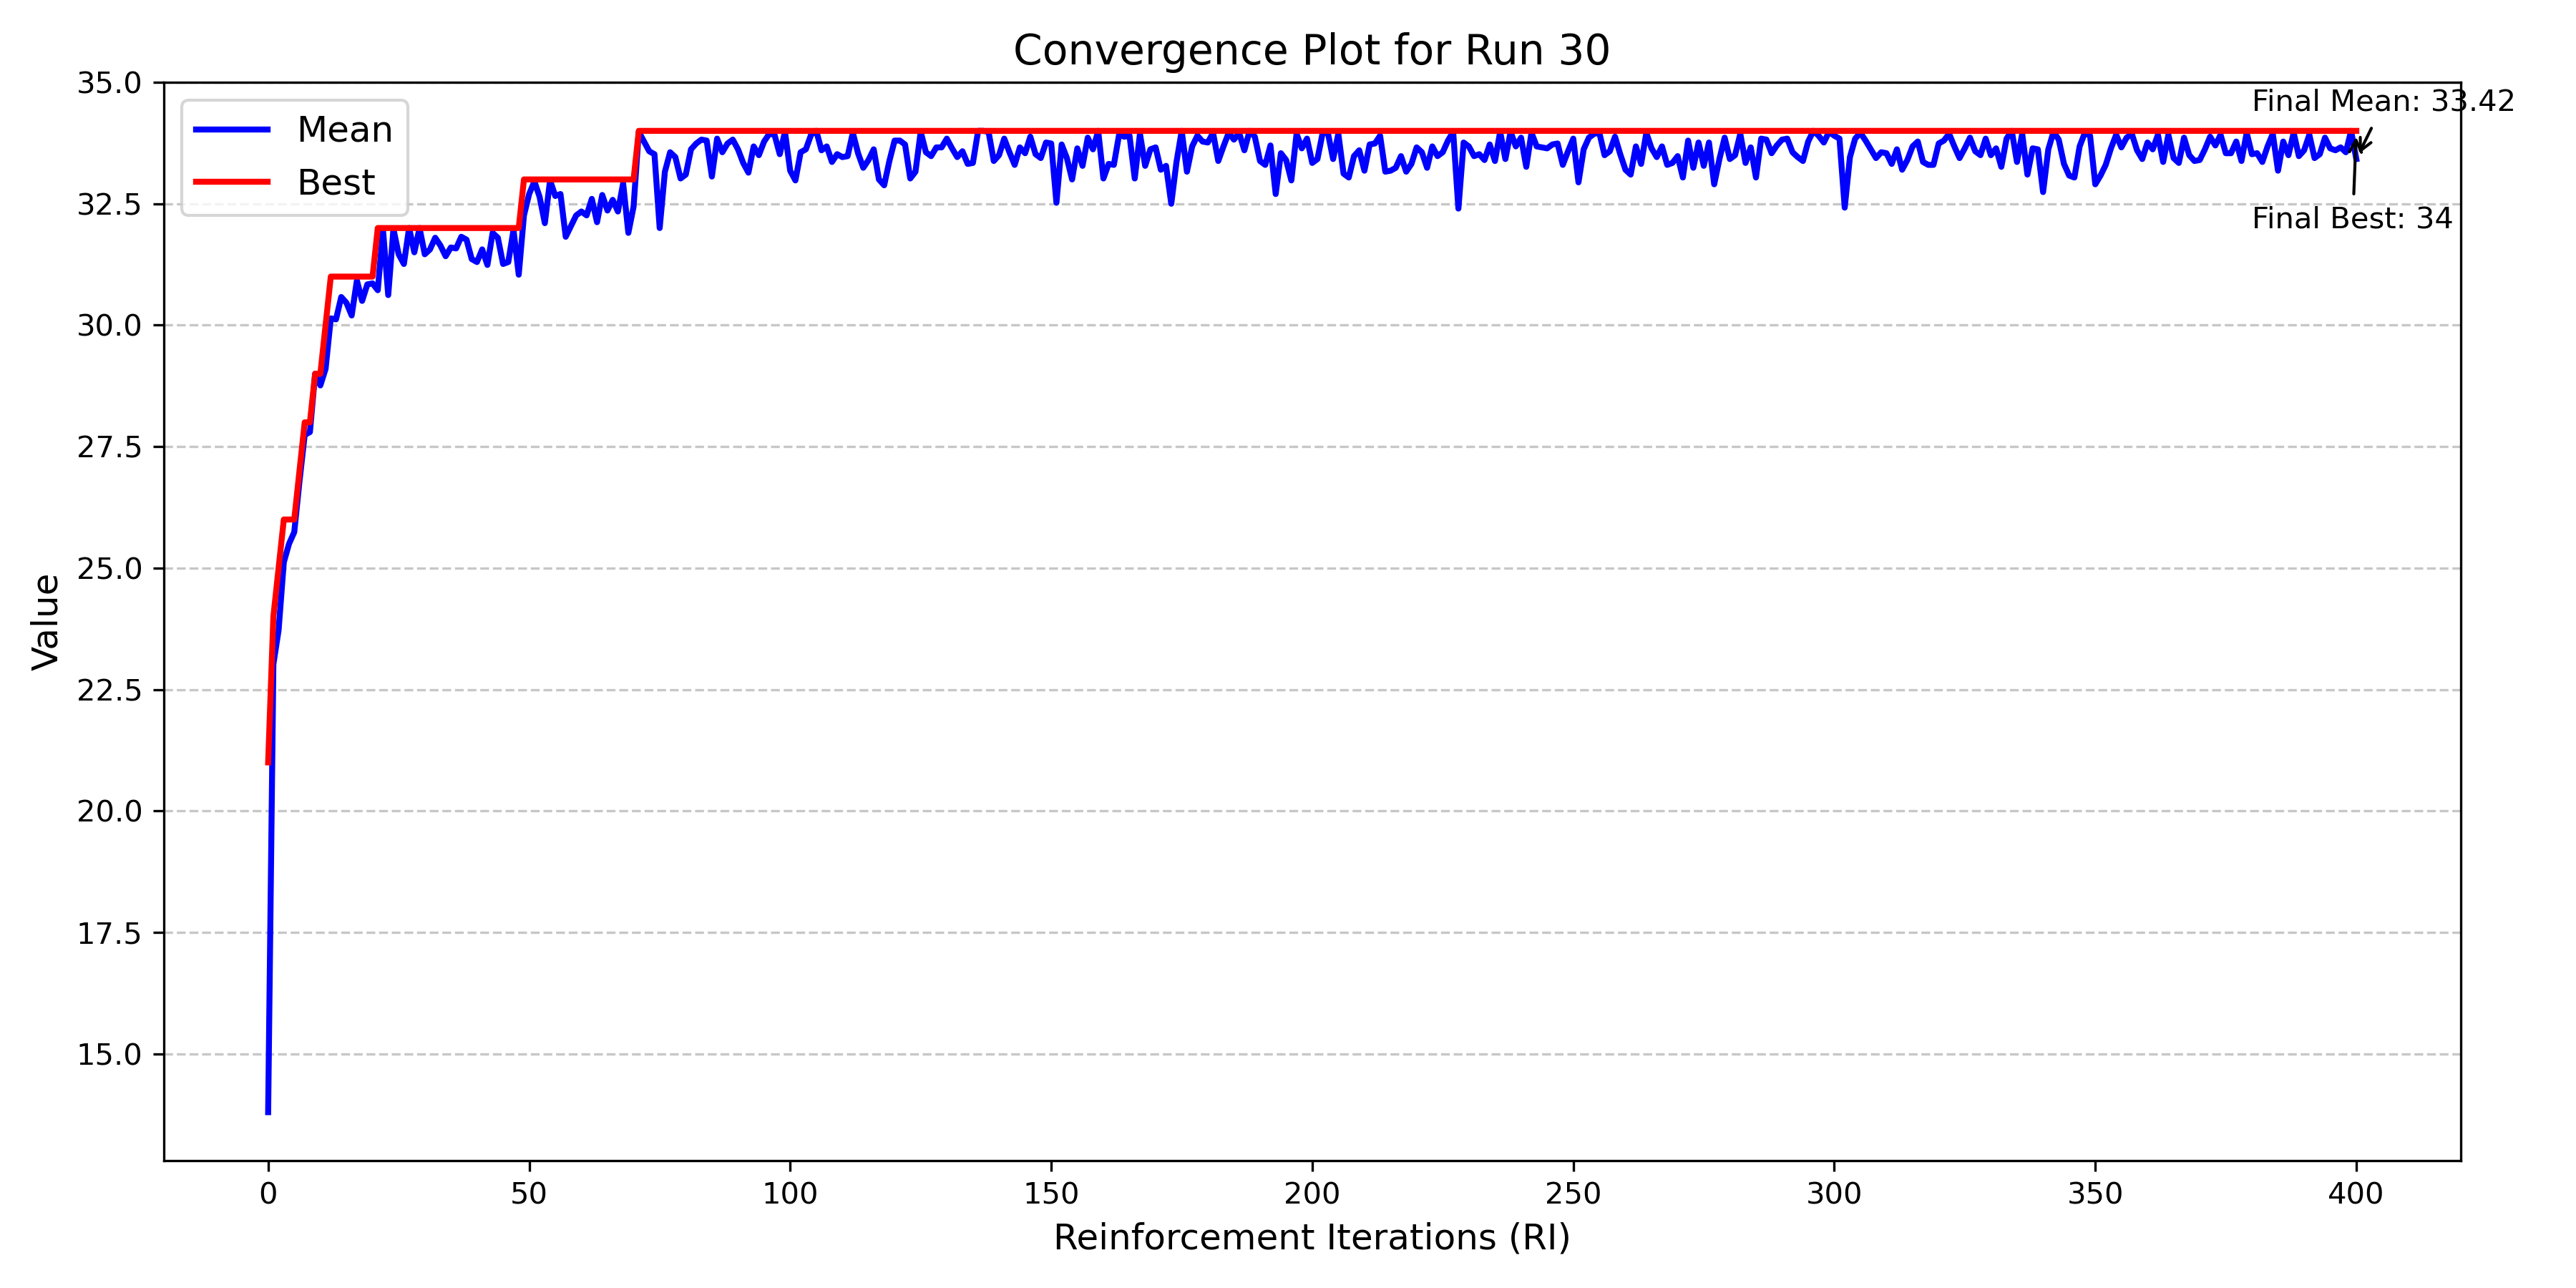 Convergence Plot for Run 30
35.0
32.5
30.0
27.5
25.0
22.5
20.0
17.5
15.0
Value
Mean
Best
Final Mean: 33.42
Final Best: 34
0 50 100 150 200 250 300 350 400
Reinforcement Iterations (RI)